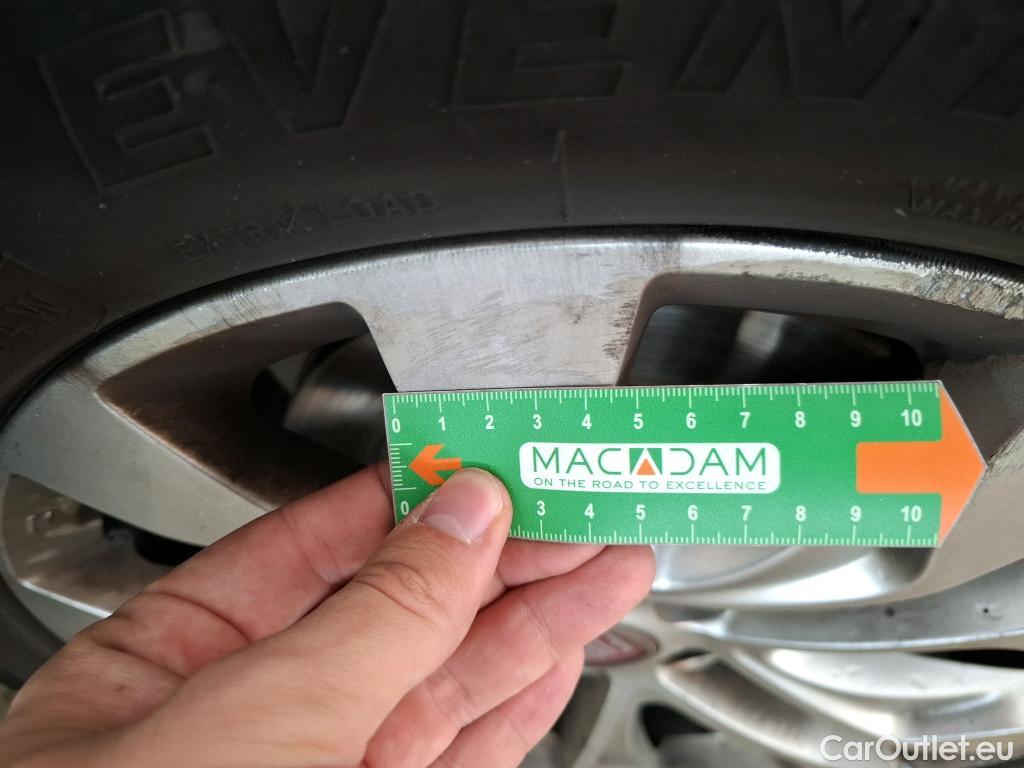 EVEN
EXTRA LOAD
0 1 2 3 4 5 6 7 8 9 10
MACADAM
ON THE ROAD TO EXCELLENCE
0 3 4 5 6 7 8 9 10
0
CarOutlet.eu